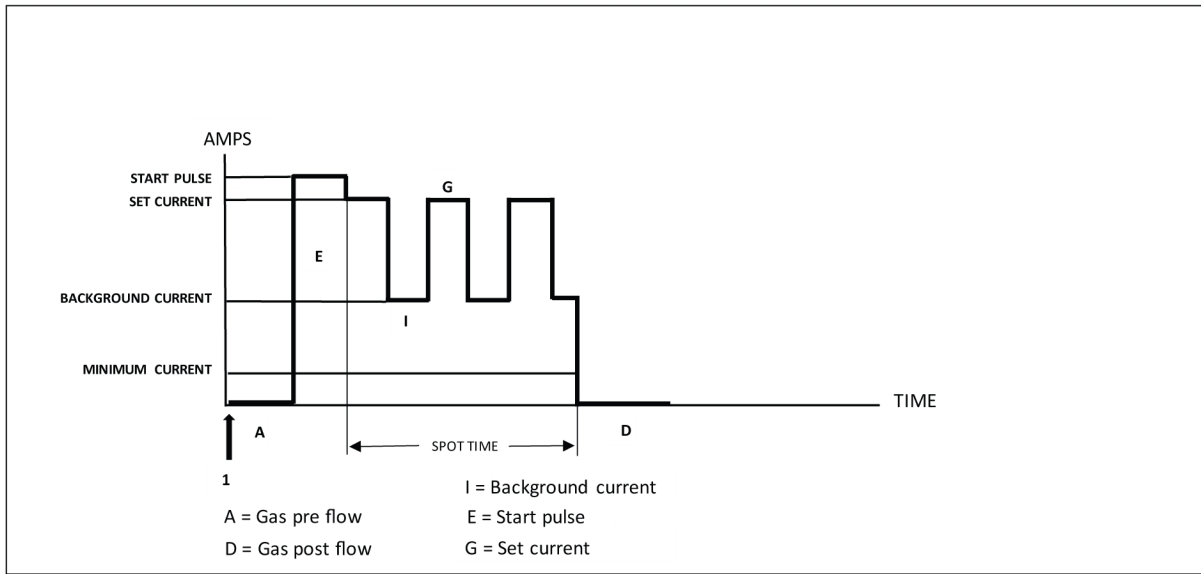 AMPS
START PULSE
G
SET CURRENT
E
BACKGROUND CURRENT
I
MINIMUM CURRENT
TIME
A
D
SPOT TIME
1
I = Background current
A = Gas pre flow
E = Start pulse
D = Gas post flow
G = Set current